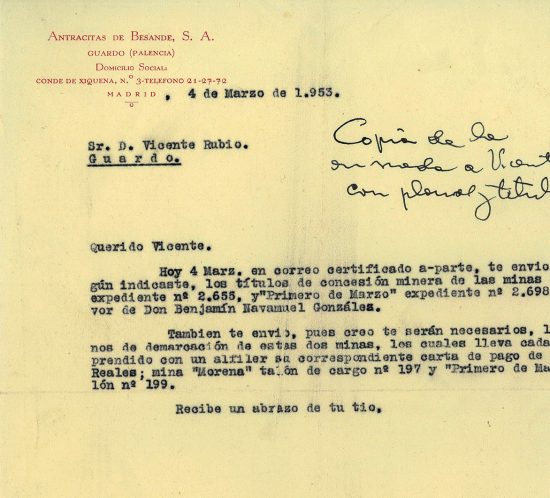 ANTRACITAS DE BESANDE, S. A.
GUARDO (PALENCIA)
DOMICILIO SOCIAL:
CONDE DE XIQUENA, N.º 3-TELEFONO 21-27-72
MADRID
, 4 de Marzo de 1.953.
Copia de la
enviada a Vicent
con planos y títul
Sr. D. Vicente Rubio.
Guardo.
Querido Vicente.
Hoy 4 Marz. en correo certificado a-parte, te envio
gún indicaste, los títulos de concesión minera de las minas
expediente nº 2.655, y"Primero de Marzo" expediente nº 2.698
vor de Don Benjamín Navamuel González.
Tambien te envio, pues creo te serán necesarios, l
nos de demarcación de estas dos minas, los cuales lleva cada
prendido con un alfiler su correspondiente carta de pago de
Reales; mina "Morena" talón de cargo nº 197 y "Primero de Ma
lón nº 199.
Recibe un abrazo de tu tio,